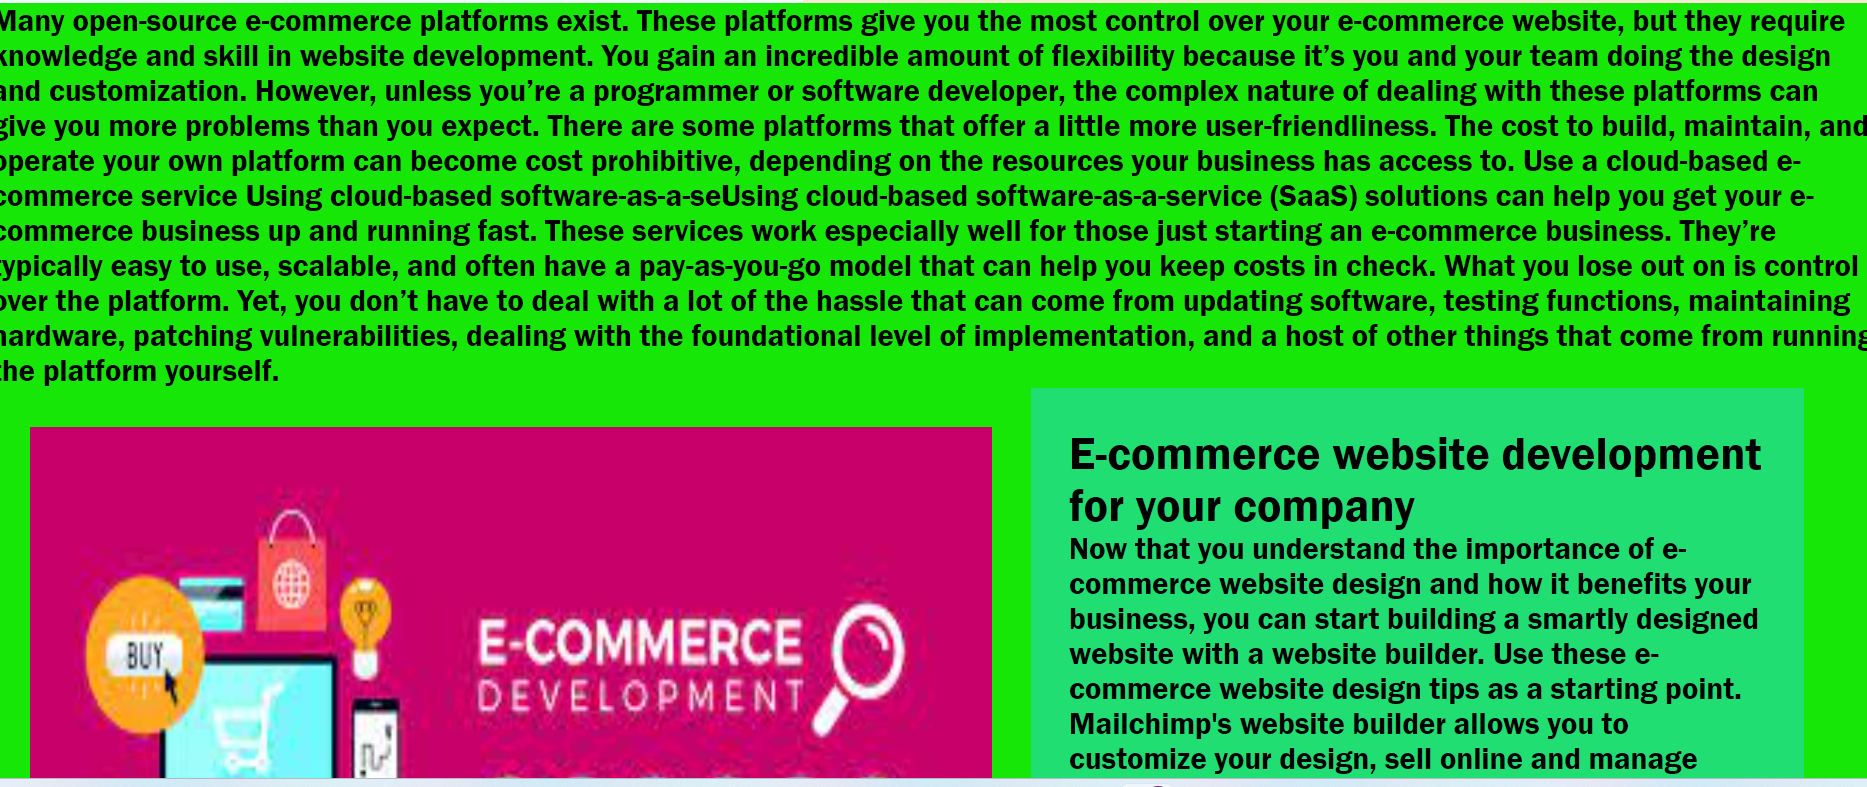 Many open-source e-commerce platforms exist. These platforms give you the most control over your e-commerce website, but they require
knowledge and skill in website development. You gain an incredible amount of flexibility because it’s you and your team doing the design
and customization. However, unless you’re a programmer or software developer, the complex nature of dealing with these platforms can
give you more problems than you expect. There are some platforms that offer a little more user-friendliness. The cost to build, maintain, and
operate your own platform can become cost prohibitive, depending on the resources your business has access to. Use a cloud-based e-
commerce service Using cloud-based software-as-a-seUsing cloud-based software-as-a-service (SaaS) solutions can help you get your e-
commerce business up and running fast. These services work especially well for those just starting an e-commerce business. They’re
typically easy to use, scalable, and often have a pay-as-you-go model that can help you keep costs in check. What you lose out on is control
over the platform. Yet, you don’t have to deal with a lot of the hassle that can come from updating software, testing functions, maintaining
hardware, patching vulnerabilities, dealing with the foundational level of implementation, and a host of other things that come from running
the platform yourself.
BUY
E-COMMERCE
DEVELOPMENT
E-commerce website development
for your company
Now that you understand the importance of e-
commerce website design and how it benefits your
business, you can start building a smartly designed
website with a website builder. Use these e-
commerce website design tips as a starting point.
Mailchimp's website builder allows you to
customize your design, sell online and manage